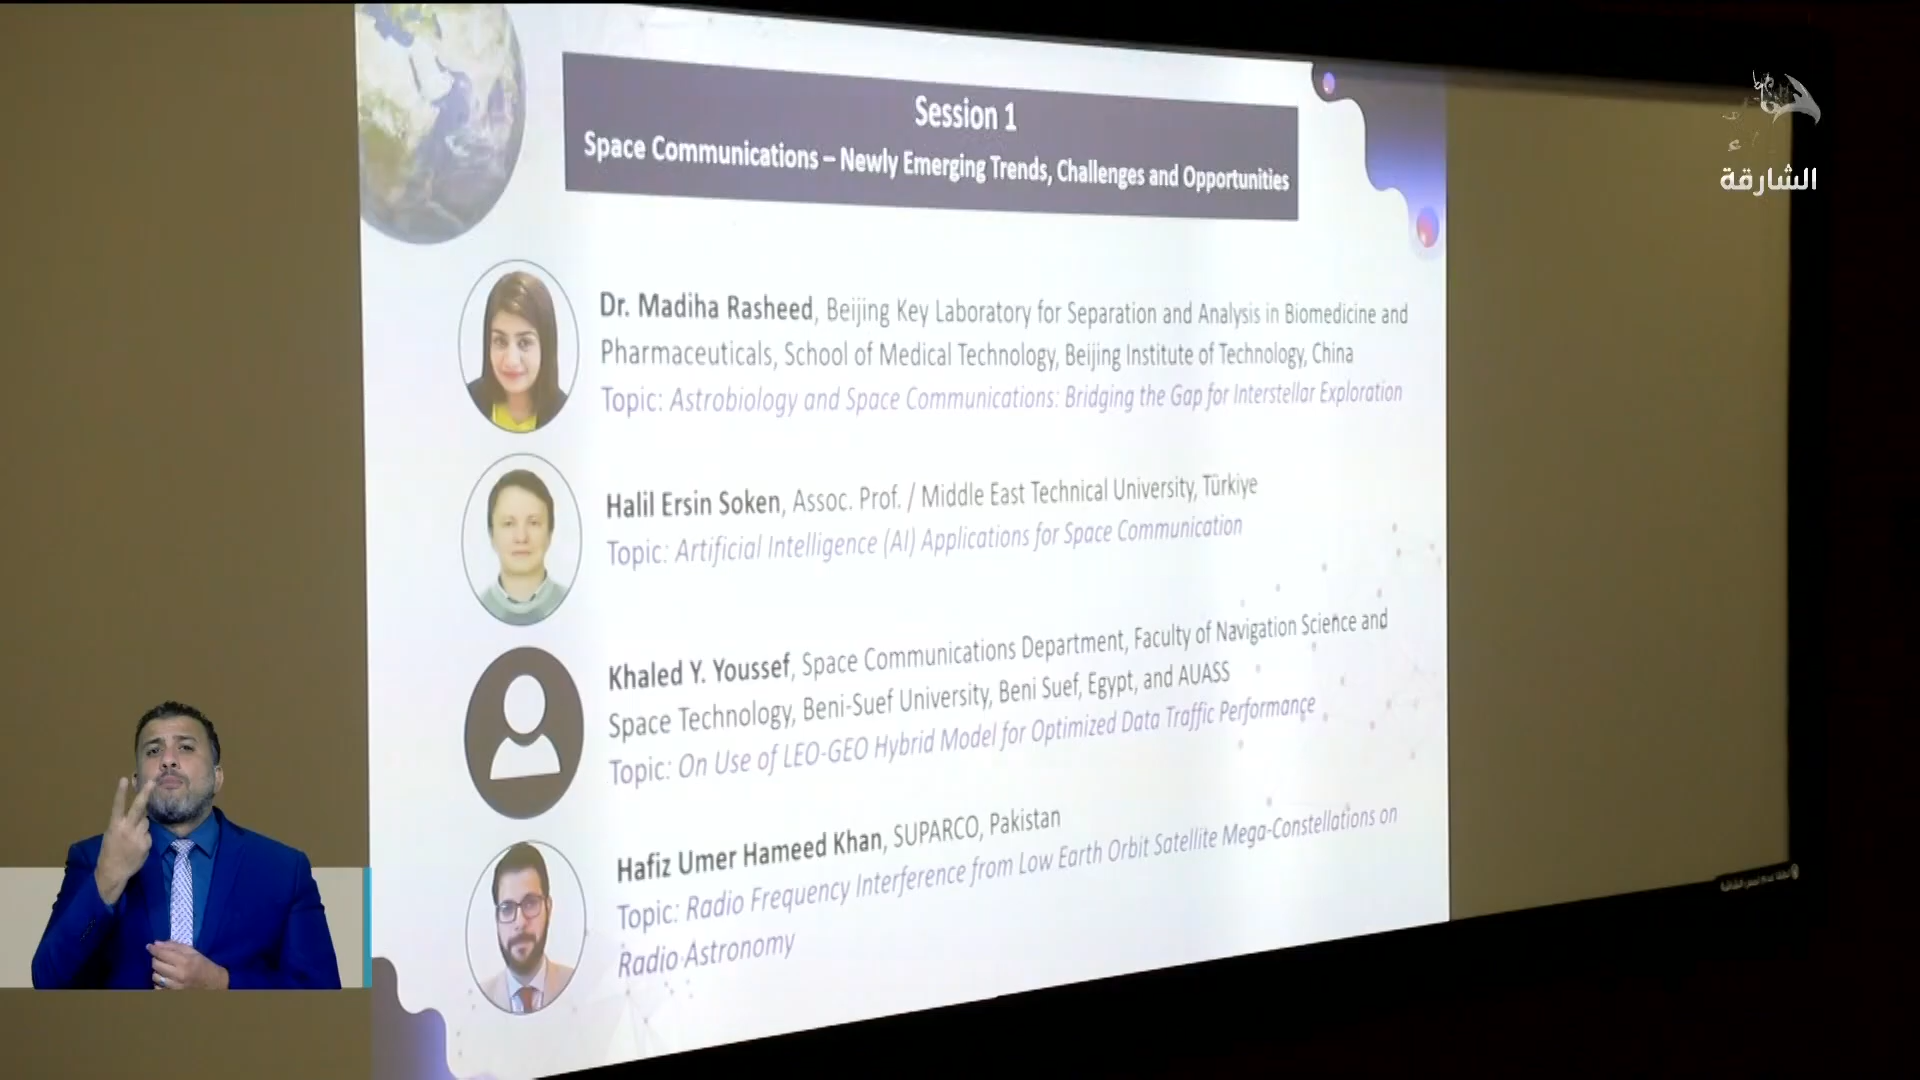 الشارقة
Session 1
Space Communications – Newly Emerging Trends, Challenges and Opportunities
Dr. Madiha Rasheed, Beijing Key Laboratory for Separation and Analysis in Biomedicine and
Pharmaceuticals, School of Medical Technology, Beijing Institute of Technology, China
Topic: Astrobiology and Space Communications: Bridging the Gap for Interstellar Exploration
Halil Ersin Soken, Assoc. Prof. / Middle East Technical University, Türkiye
Topic: Artificial Intelligence (AI) Applications for Space Communication
Khaled Y. Youssef, Space Communications Department, Faculty of Navigation Science and
Space Technology, Beni-Suef University, Beni Suef, Egypt, and AUASS
Topic: On Use of LEO-GEO Hybrid Model for Optimized Data Traffic Performance
Hafiz Umer Hameed Khan, SUPARCO, Pakistan
Topic: Radio Frequency Interference from Low Earth Orbit Satellite Mega-Constellations on
Radio Astronomy